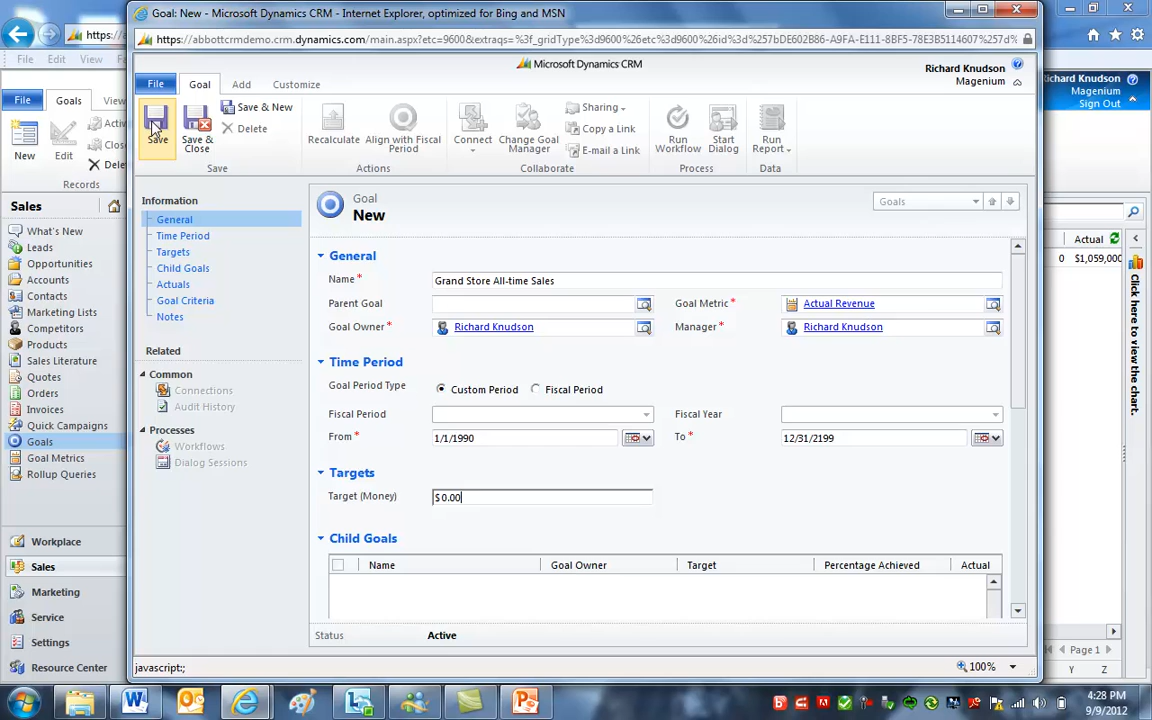 Goal: New - Microsoft Dynamics CRM - Internet Explorer, optimized for Bing and MSN
https://abbottcrmdemo.crm.dynamics.com/main.aspx?etc=9600&extraqs=%3f_gridType%3d9600%26etc%3d9600%26id%3d%257bDE602B86-A9FA-E111-8BF5-78E3B5114607%257d%
https://a
File Edit View
Microsoft Dynamics CRM
Richard Knudson
Magenium
Richard Knudson
Magenium
Sign Out
File Goals View
File Goal Add Customize
New Edit
Delet
Records
Save
Save & Close
Save & New
Delete
Save
Recalculate
Align with Fiscal Period
Actions
Connect
Change Goal Manager
Sharing
Copy a Link
E-mail a Link
Collaborate
Run Workflow
Start Dialog
Process
Run Report
Data
Sales
What's New
Leads
Opportunities
Accounts
Contacts
Marketing Lists
Competitors
Products
Sales Literature
Quotes
Orders
Invoices
Quick Campaigns
Goals
Goal Metrics
Rollup Queries
Workplace
Sales
Marketing
Service
Settings
Resource Center
Information
General
Time Period
Targets
Child Goals
Actuals
Goal Criteria
Notes
Related
Common
Connections
Audit History
Processes
Workflows
Dialog Sessions
Goal
New
Goals
General
Name * Grand Store All-time Sales
Parent Goal
Goal Metric * Actual Revenue
Goal Owner * Richard Knudson
Manager * Richard Knudson
Time Period
Goal Period Type Custom Period Fiscal Period
Fiscal Period
Fiscal Year
From * 1/1/1990
To * 12/31/2199
Targets
Target (Money) $ 0.00
Child Goals
Name Goal Owner Target Percentage Achieved Actual
Status Active
javascript:;
100%
Actual
0 $1,059,000
Click here to view the chart.
Page 1
Y Z
4:28 PM
9/9/2012